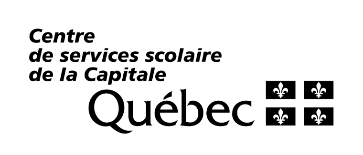 Centre
de services scolaire
de la Capitale
Québec